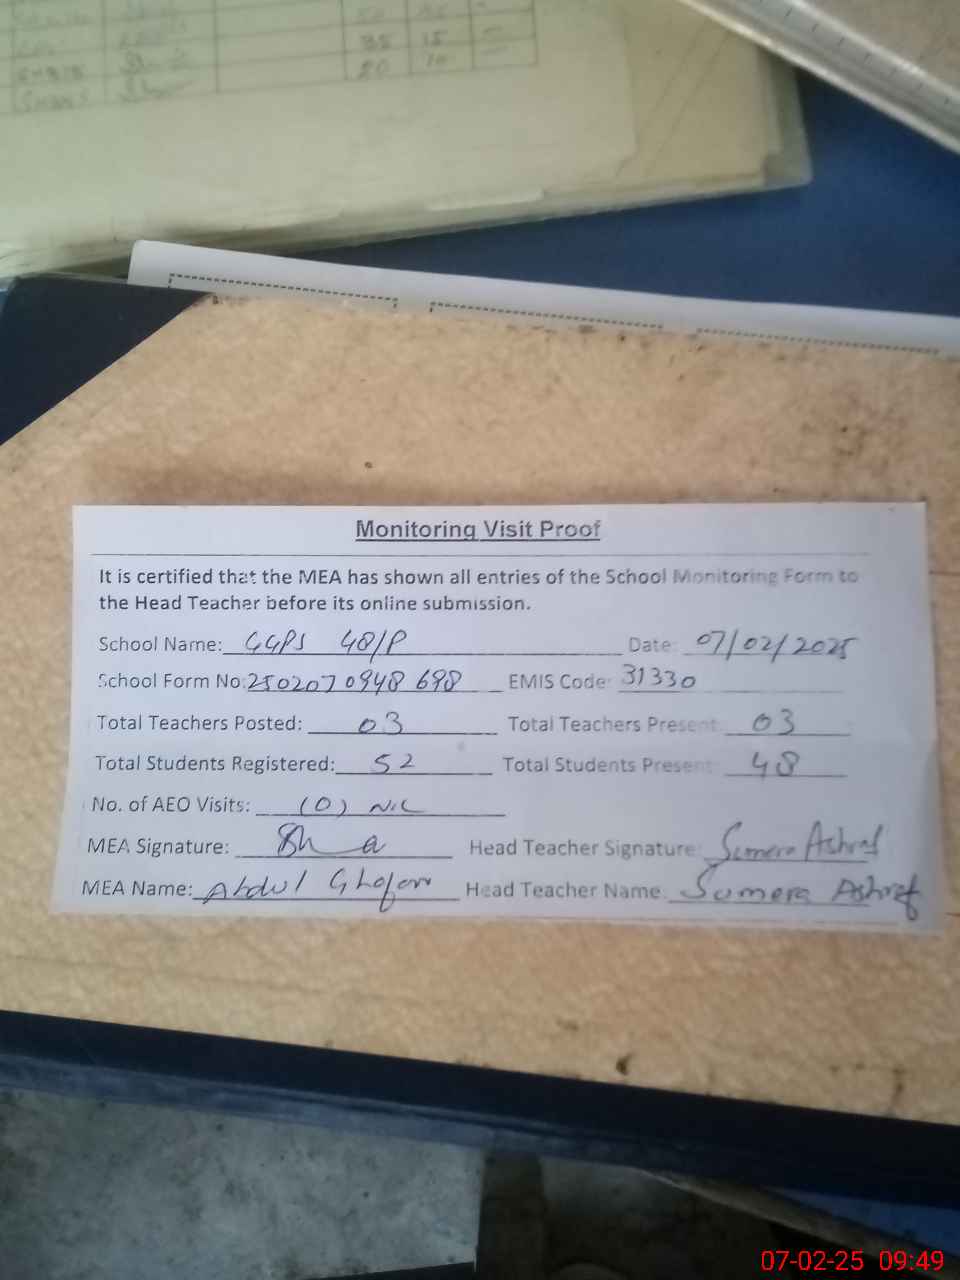 35 15
20 10
Monitoring Visit Proof
It is certified that the MEA has shown all entries of the School Monitoring Form to
the Head Teacher before its online submission.
School Name: GGPS 48/P Date: 07/02/2025
School Form No: 2502070948698 EMIS Code: 31330
Total Teachers Posted: 03 Total Teachers Present: 03
Total Students Registered: 52 Total Students Present: 48
No. of AEO Visits: (0) NIL
MEA Signature: Head Teacher Signature: Sumera Ashraf
MEA Name: Abdul Ghafoor Head Teacher Name: Sumera Ashraf
07-02-25 09:49